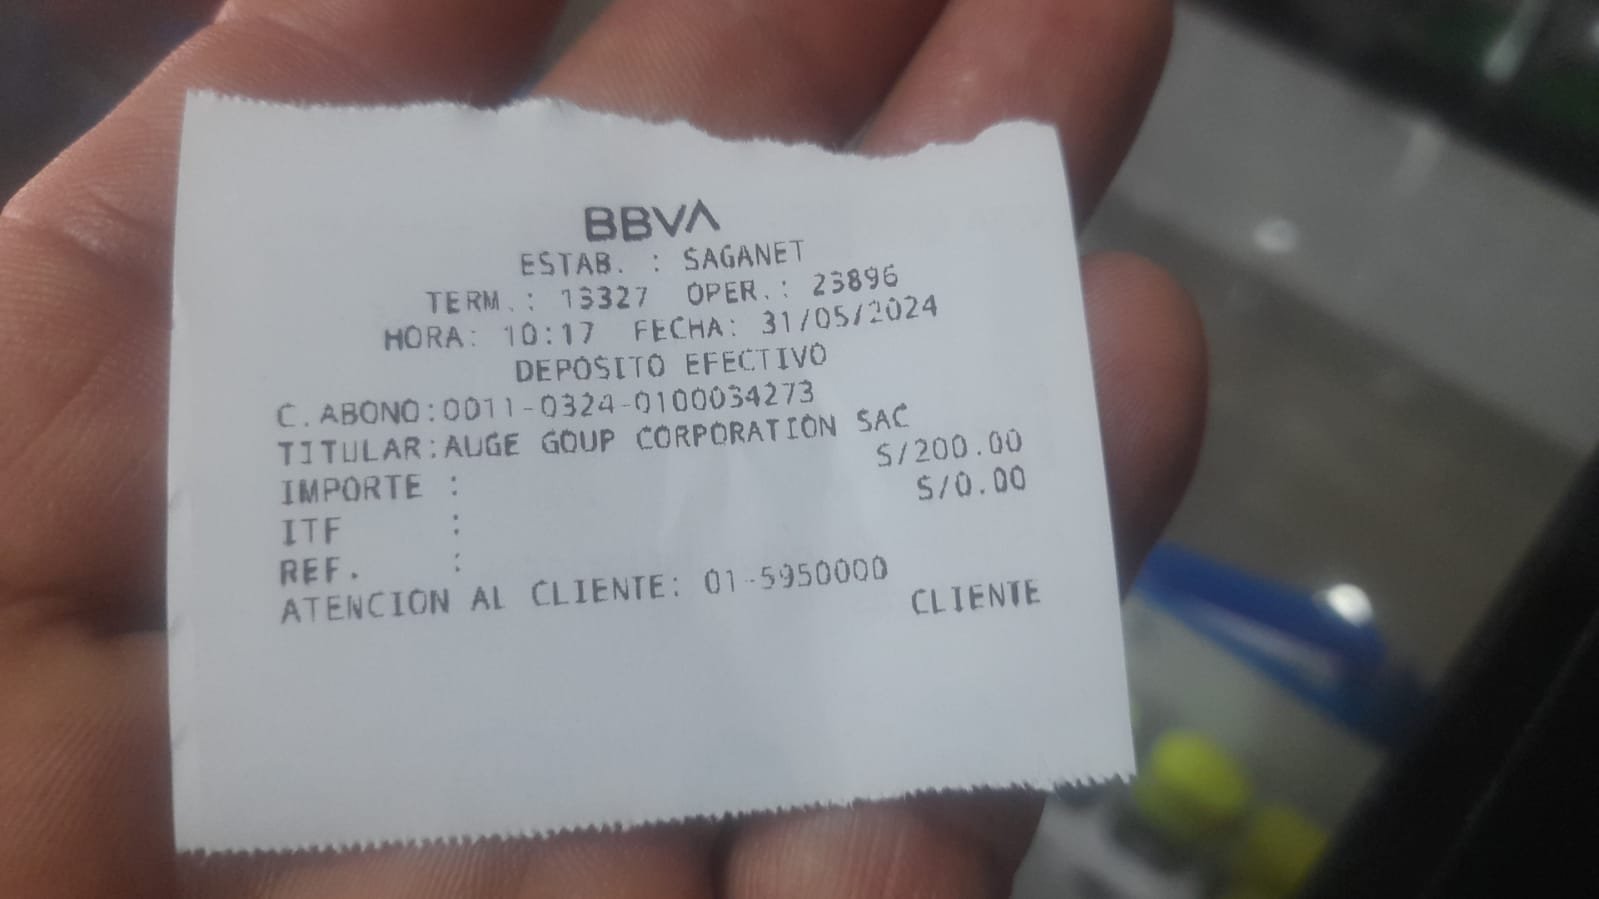 BBVA
ESTAB. : SAGANET
TERM.: 13327 OPER.: 23896
HORA: 10:17 FECHA: 31/05/2024
DEPOSITO EFECTIVO
C.ABONO:0011-0324-0100034273
TITULAR:AUGE GOUP CORPORATION SAC
IMPORTE : S/200.00
ITF : S/0.00
REF. :
ATENCION AL CLIENTE: 01-5950000
CLIENTE